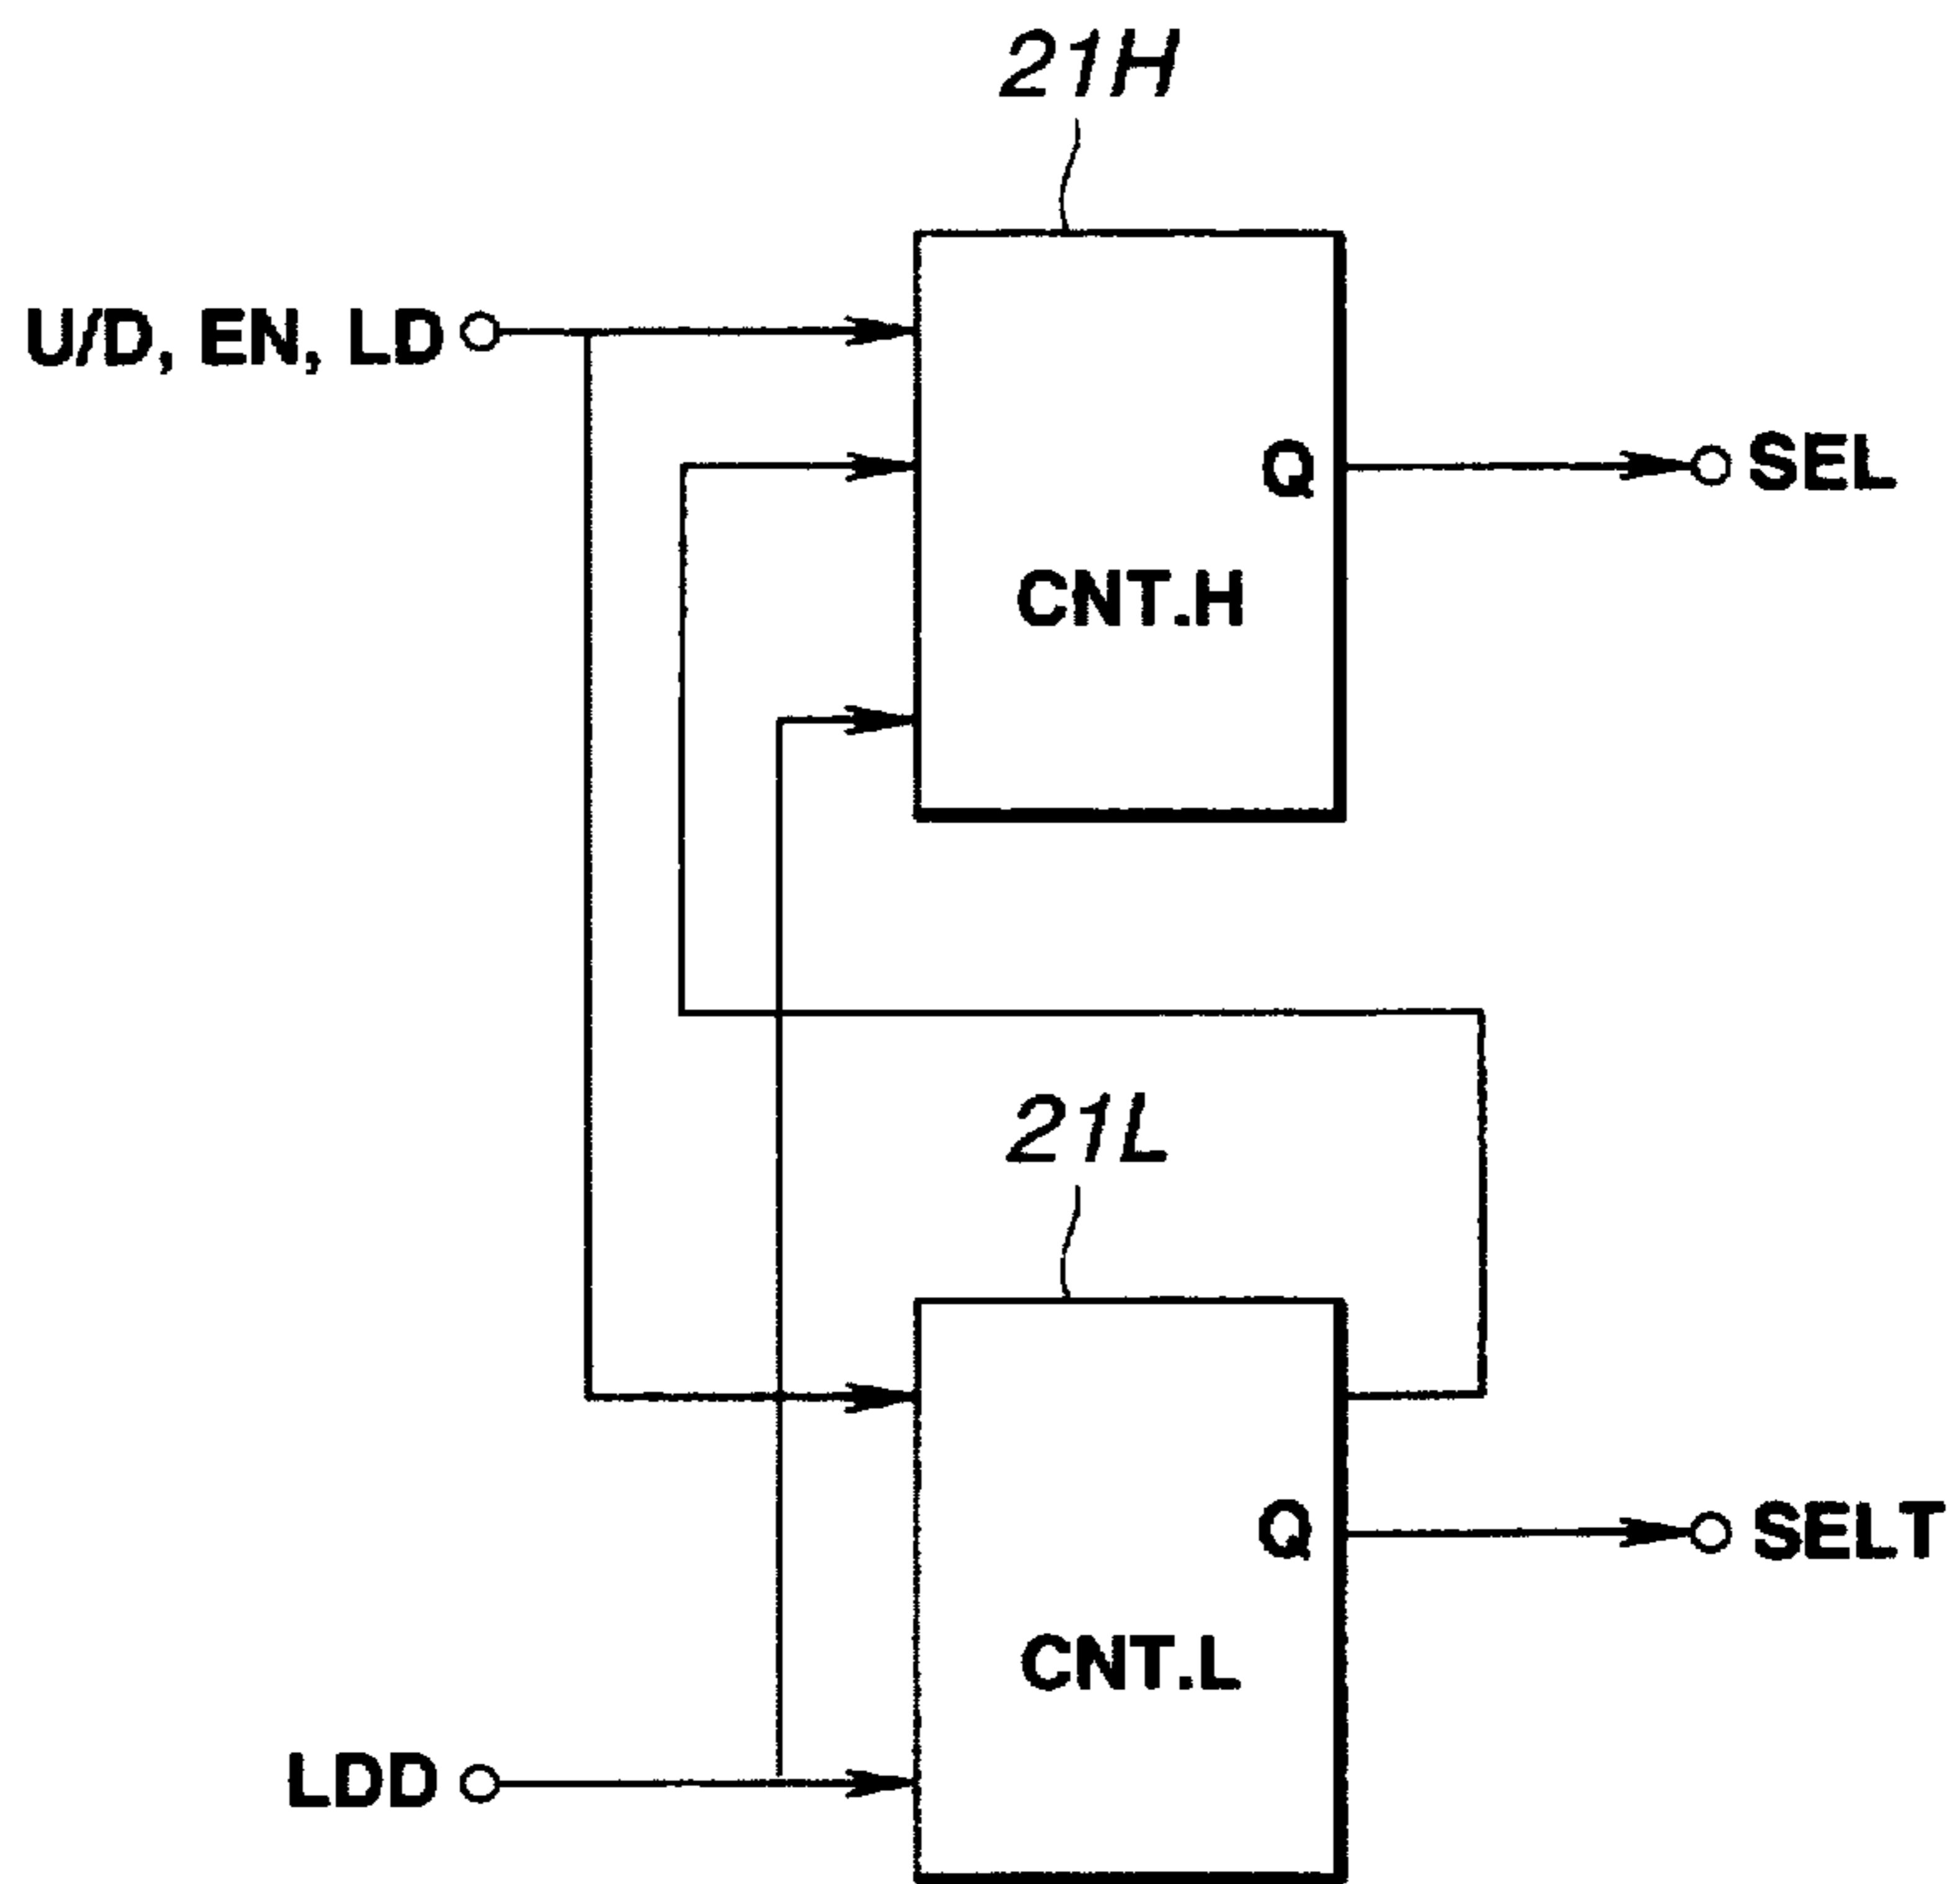 21H
U/D, EN, LD
Q
SEL
CNT.H
21L
Q
SELT
CNT.L
LDD